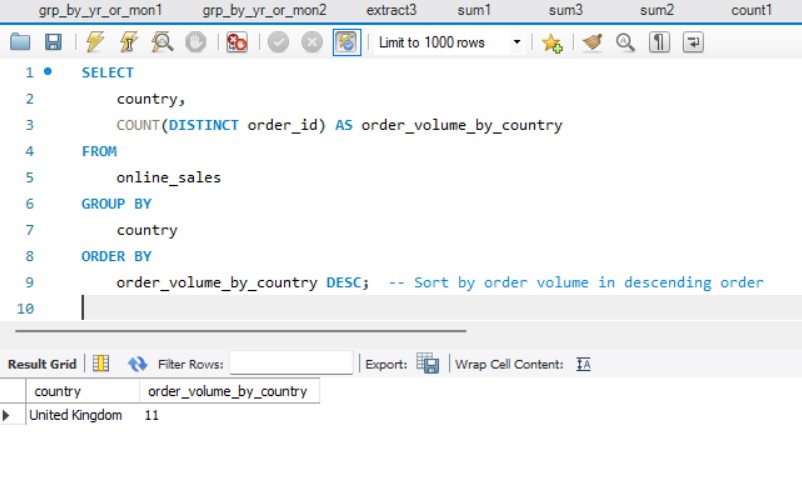 grp_by_yr_or_mon1 grp_by_yr_or_mon2 extract3 sum1 sum3 sum2 count1
Limit to 1000 rows
1 SELECT
2 country,
3 COUNT(DISTINCT order_id) AS order_volume_by_country
4 FROM
5 online_sales
6 GROUP BY
7 country
8 ORDER BY
9 order_volume_by_country DESC; -- Sort by order volume in descending order
10
Result Grid Filter Rows: Export: Wrap Cell Content: IA
country order_volume_by_country
United Kingdom 11